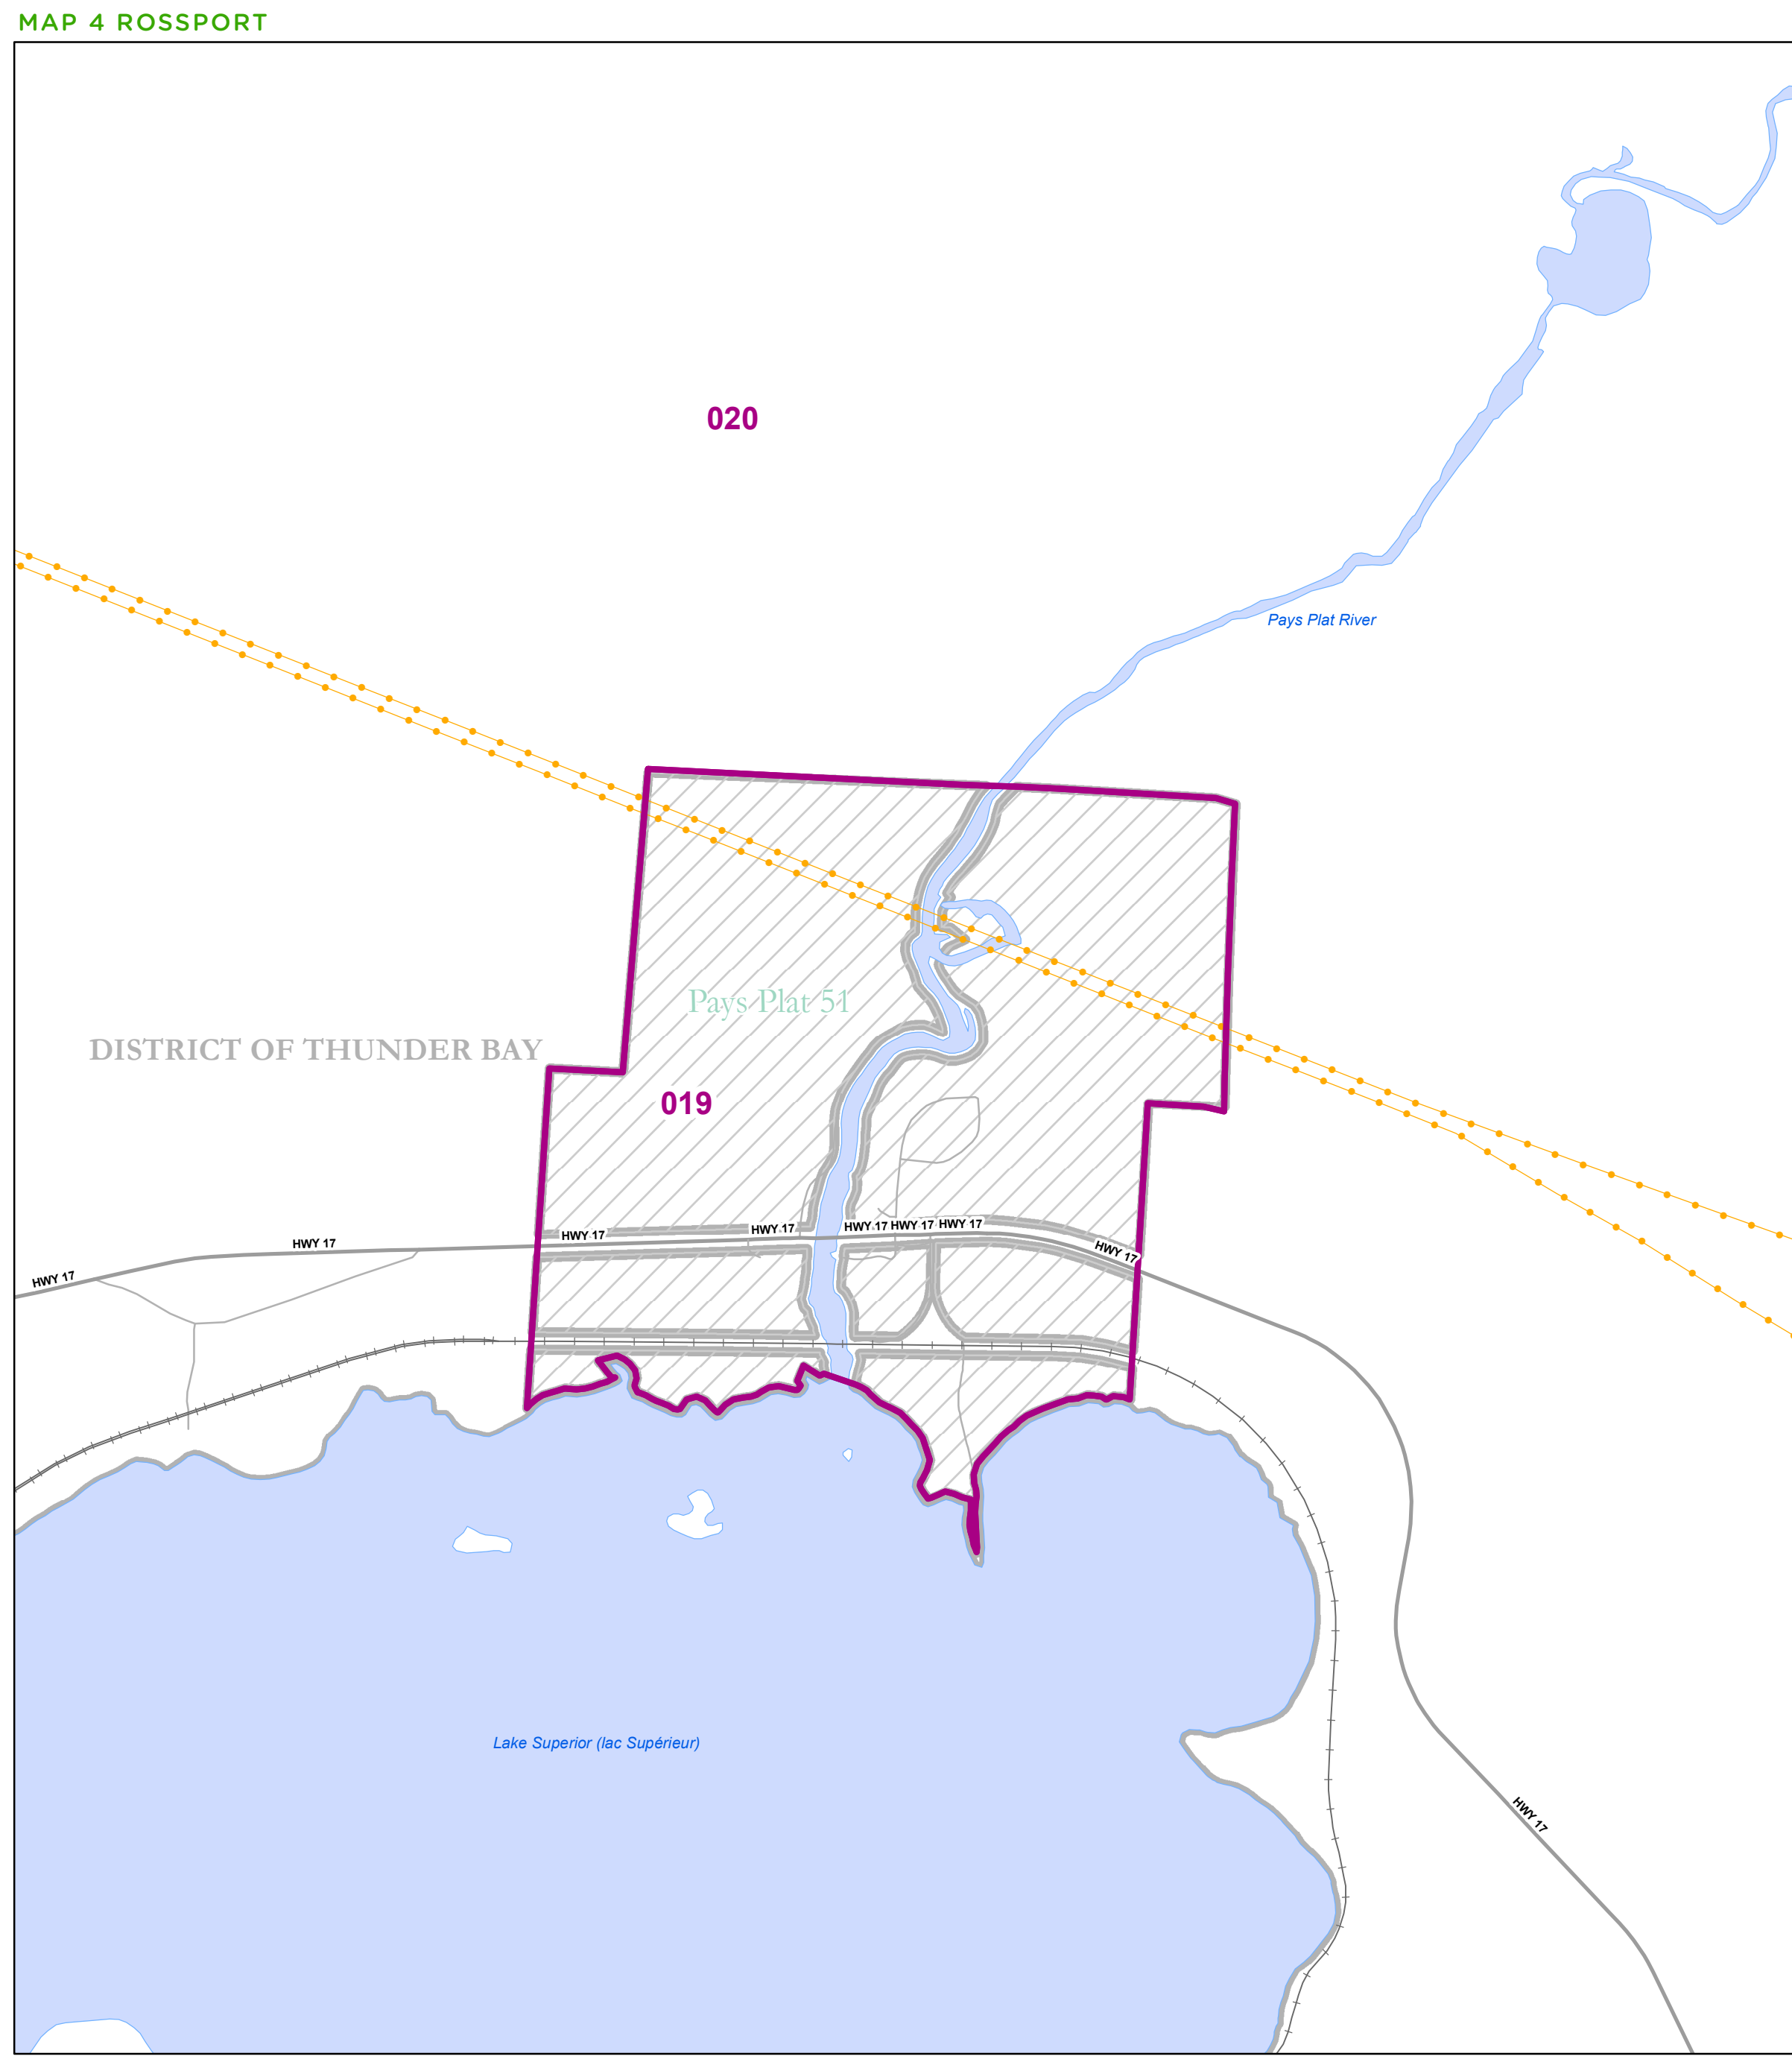 MAP 4 ROSSPORT
020
Pays Plat River
Pays Plat 51
DISTRICT OF THUNDER BAY
019
HWY 17
HWY 17
HWY 17
HWY 17
HWY 17
HWY 17
HWY 17
HWY 17
Lake Superior (lac Supérieur)
HWY 17